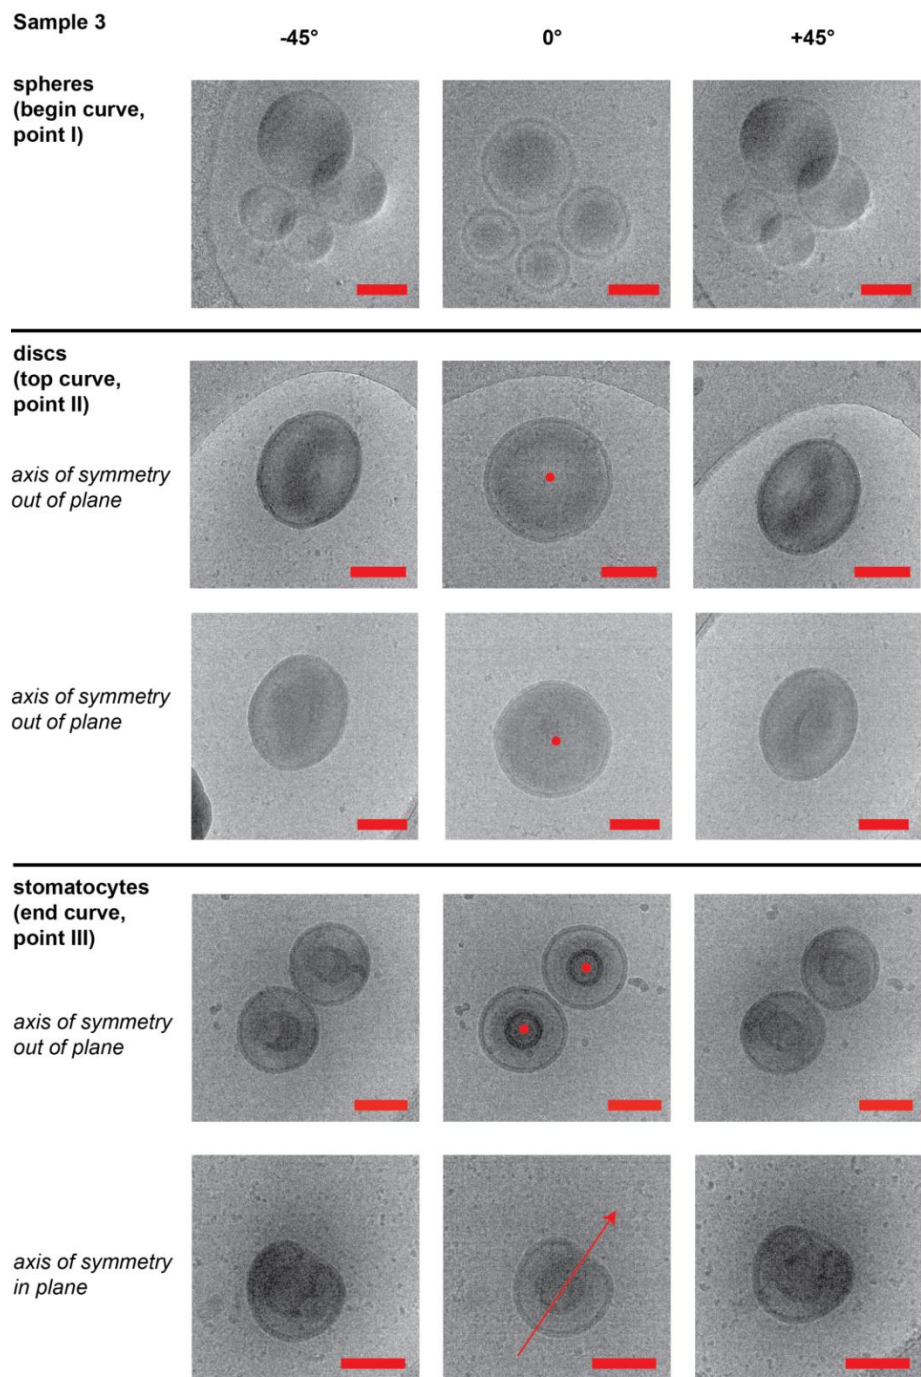 Sample 3
-45° 0° +45°
spheres
(begin curve,
point I)
discs
(top curve,
point II)
axis of symmetry
out of plane
axis of symmetry
out of plane
stomatocytes
(end curve,
point III)
axis of symmetry
out of plane
axis of symmetry
in plane